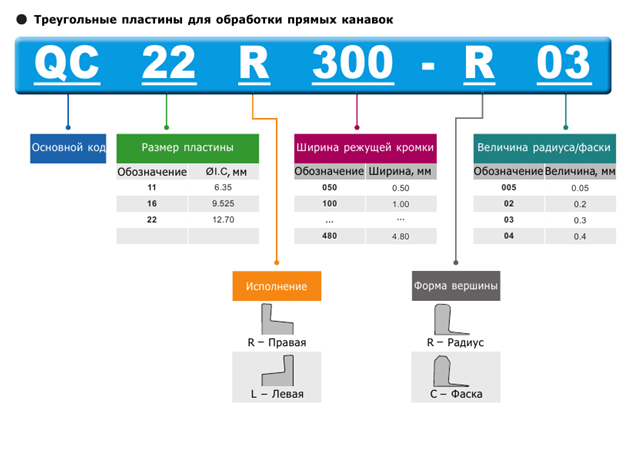 Треугольные пластины для обработки прямых канавок
QC 22 R 300 - R 03
Основной код
Размер пластины
Обозначение ØI.C, мм
11 6.35
16 9.525
22 12.70
Ширина режущей кромки
Обозначение Ширина, мм
050 0.50
100 1.00
... ...
480 4.80
Величина радиуса/фаски
Обозначение Величина, мм
005 0.05
02 0.2
03 0.3
04 0.4
Исполнение
R – Правая
L – Левая
Форма вершины
R – Радиус
C – Фаска